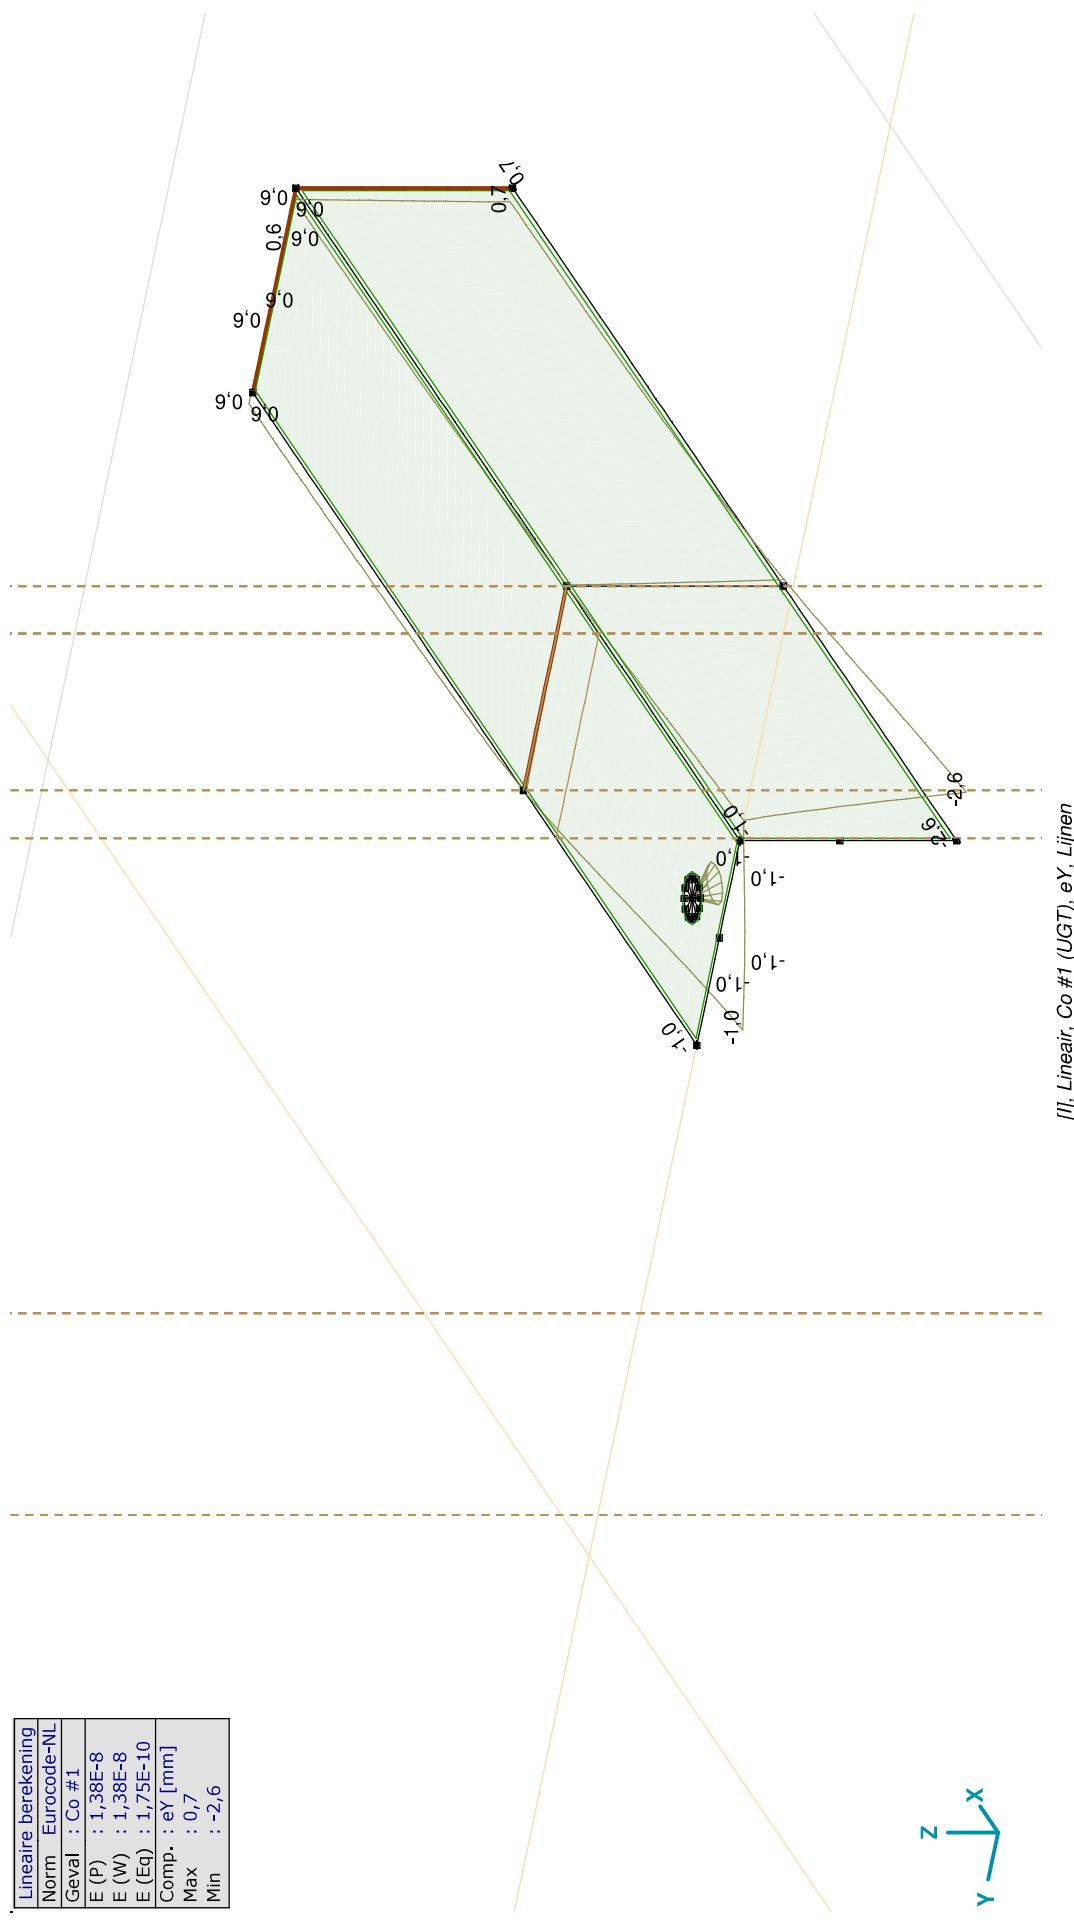 Lineaire berekening
Norm Eurocode-NL
Geval : Co #1
E (P) : 1,38E-8
E (W) : 1,38E-8
E (Eq) : 1,75E-10
Comp. : eY [mm]
Max : 0,7
Min : -2,6
0,7
0,7
0,6
0,6
0,6
0,6
0,6
0,6
0,6
0,6
-1,0
-1,0
-1,0
-1,0
-1,0
-1,0
-1,0
-2,6
-2,6
Z
X
Y
[I], Lineair, Co #1 (UGT), eY, Lijnen